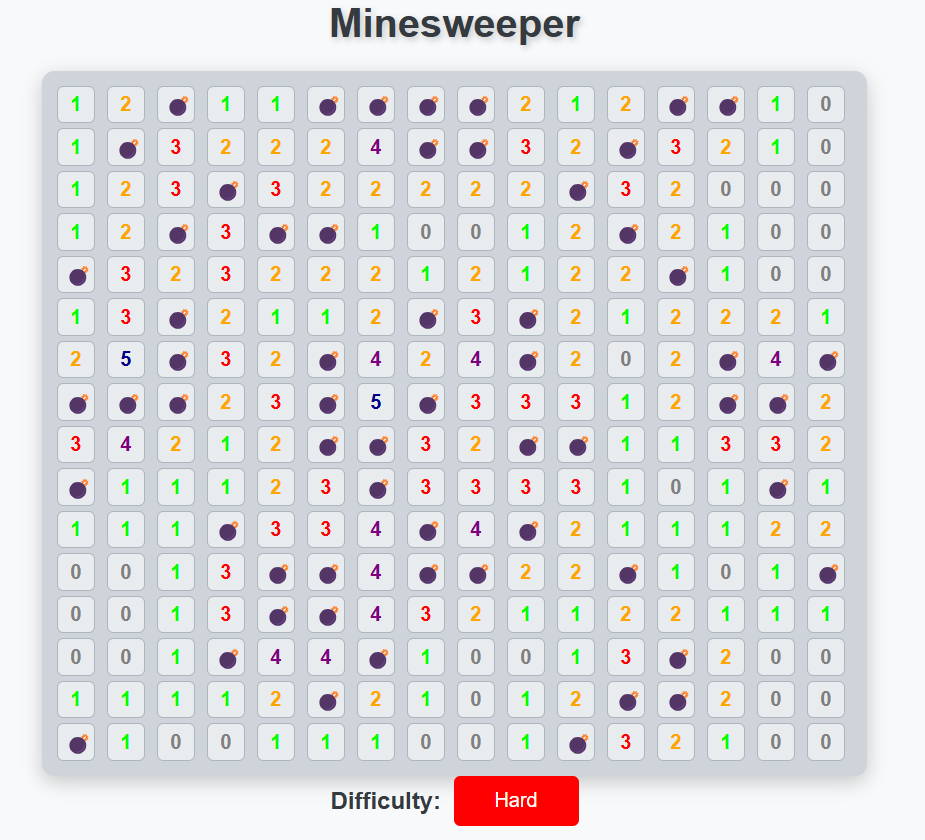 Minesweeper
1 2 1 1 2 1 2 1 0
1 3 2 2 2 4 3 2 3 2 1 0
1 2 3 3 2 2 2 2 2 3 2 0 0 0
1 2 3 1 0 0 1 2 2 1 0 0
3 2 3 2 2 2 1 2 1 2 2 1 0 0
1 3 2 1 1 2 3 2 1 2 2 2 1
2 5 3 2 4 2 4 2 0 2 4
2 3 5 3 3 3 1 2 2
3 4 2 1 2 3 2 1 1 3 3 2
1 1 1 2 3 3 3 3 3 1 0 1 1
1 1 1 3 3 4 4 2 1 1 1 2 2
0 0 1 3 4 2 2 1 0 1
0 0 1 3 4 3 2 1 1 2 2 1 1 1
0 0 1 4 4 1 0 0 1 3 2 0 0
1 1 1 1 2 2 1 0 1 2 2 0 0
1 0 0 1 1 1 0 0 1 3 2 1 0 0
Difficulty: Hard